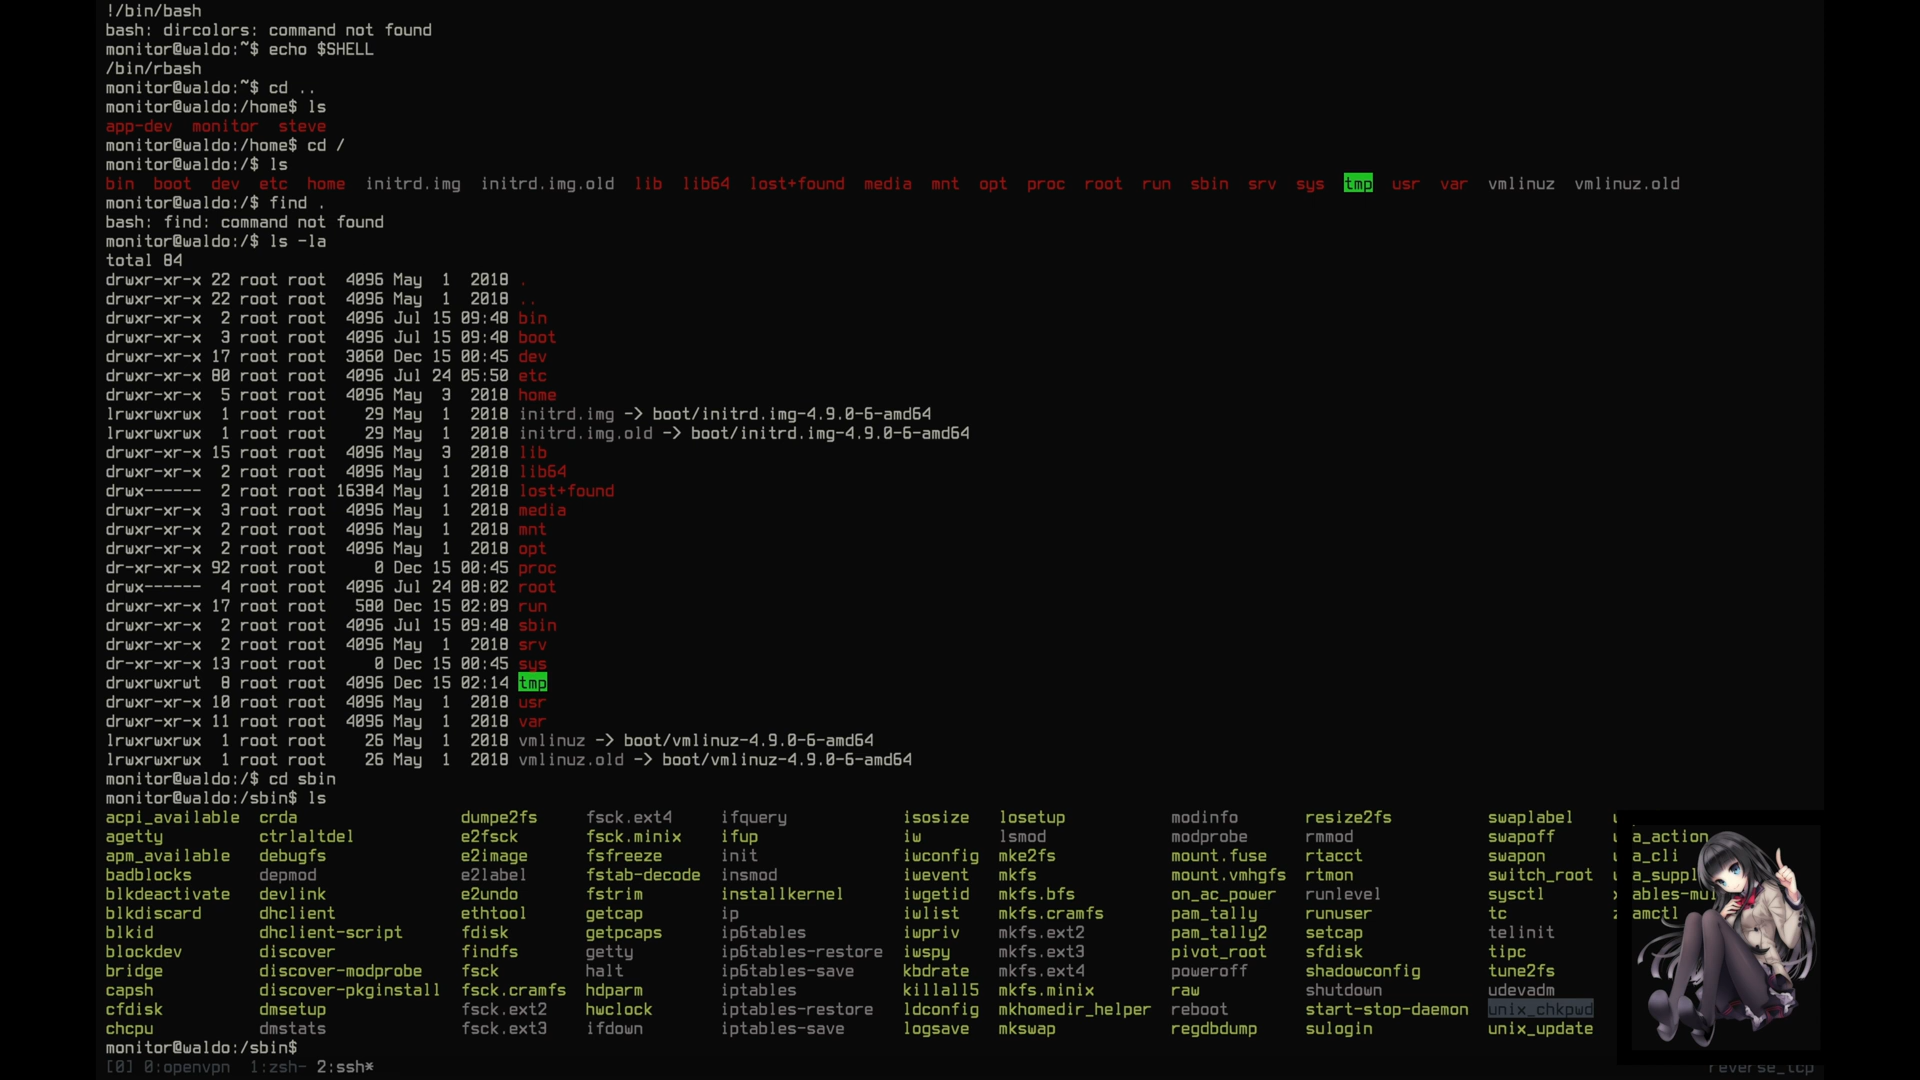 !/bin/bash
bash: dircolors: command not found
monitor@waldo:~$ echo $SHELL
/bin/rbash
monitor@waldo:~$ cd ..
monitor@waldo:/home$ ls
app-dev  monitor  steve
monitor@waldo:/home$ cd /
monitor@waldo:/$ ls
bin  boot  dev  etc  home  initrd.img  initrd.img.old  lib  lib64  lost+found  media  mnt  opt  proc  root  run  sbin  srv  sys  tmp  usr  var  vmlinuz  vmlinuz.old
monitor@waldo:/$ find .
bash: find: command not found
monitor@waldo:/$ ls -la
total 84
drwxr-xr-x 22 root root  4096 May  1  2018 .
drwxr-xr-x 22 root root  4096 May  1  2018 ..
drwxr-xr-x  2 root root  4096 Jul 15 09:48 bin
drwxr-xr-x  3 root root  4096 Jul 15 09:48 boot
drwxr-xr-x 17 root root  3060 Dec 15 00:45 dev
drwxr-xr-x 80 root root  4096 Jul 24 05:50 etc
drwxr-xr-x  5 root root  4096 May  3  2018 home
lrwxrwxrwx  1 root root    29 May  1  2018 initrd.img -> boot/initrd.img-4.9.0-6-amd64
lrwxrwxrwx  1 root root    29 May  1  2018 initrd.img.old -> boot/initrd.img-4.9.0-6-amd64
drwxr-xr-x 15 root root  4096 May  3  2018 lib
drwxr-xr-x  2 root root  4096 May  1  2018 lib64
drwx------  2 root root 16384 May  1  2018 lost+found
drwxr-xr-x  3 root root  4096 May  1  2018 media
drwxr-xr-x  2 root root  4096 May  1  2018 mnt
drwxr-xr-x  2 root root  4096 May  1  2018 opt
dr-xr-xr-x 92 root root     0 Dec 15 00:45 proc
drwx------  4 root root  4096 Jul 24 08:02 root
drwxr-xr-x 17 root root   580 Dec 15 02:09 run
drwxr-xr-x  2 root root  4096 Jul 15 09:48 sbin
drwxr-xr-x  2 root root  4096 May  1  2018 srv
dr-xr-xr-x 13 root root     0 Dec 15 00:45 sys
drwxrwxrwt  8 root root  4096 Dec 15 02:14 tmp
drwxr-xr-x 10 root root  4096 May  1  2018 usr
drwxr-xr-x 11 root root  4096 May  1  2018 var
lrwxrwxrwx  1 root root    26 May  1  2018 vmlinuz -> boot/vmlinuz-4.9.0-6-amd64
lrwxrwxrwx  1 root root    26 May  1  2018 vmlinuz.old -> boot/vmlinuz-4.9.0-6-amd64
monitor@waldo:/$ cd sbin
monitor@waldo:/sbin$ ls
acpi_available  crda  dumpe2fs  fsck.ext4  ifquery  isosize  losetup  modinfo  resize2fs  swaplabel
agetty  ctrlaltdel  e2fsck  fsck.minix  ifup  iw  lsmod  modprobe  rmmod  swapoff
apm_available  debugfs  e2image  fsfreeze  init  iwconfig  mke2fs  mount.fuse  rtacct  swapon
badblocks  depmod  e2label  fstab-decode  insmod  iwevent  mkfs  mount.vmhgfs  rtmon  switch_root
blkdeactivate  devlink  e2undo  fstrim  installkernel  iwgetid  mkfs.bfs  on_ac_power  runlevel  sysctl
blkdiscard  dhclient  ethtool  getcap  ip  iwlist  mkfs.cramfs  pam_tally  runuser  tc
blkid  dhclient-script  fdisk  getpcaps  ip6tables  iwpriv  mkfs.ext2  pam_tally2  setcap  telinit
blockdev  discover  findfs  getty  ip6tables-restore  iwspy  mkfs.ext3  pivot_root  sfdisk  tipc
bridge  discover-modprobe  fsck  halt  ip6tables-save  kbdrate  mkfs.ext4  poweroff  shadowconfig  tune2fs
capsh  discover-pkginstall  fsck.cramfs  hdparm  iptables  killall5  mkfs.minix  raw  shutdown  udevadm
cfdisk  dmsetup  fsck.ext2  hwclock  iptables-restore  ldconfig  mkhomedir_helper  reboot  start-stop-daemon  unix_chkpwd
chcpu  dmstats  fsck.ext3  ifdown  iptables-save  logsave  mkswap  regdbdump  sulogin  unix_update
monitor@waldo:/sbin$
[0] 0:openvpn  1:zsh- 2:ssh*  reverse_tcp